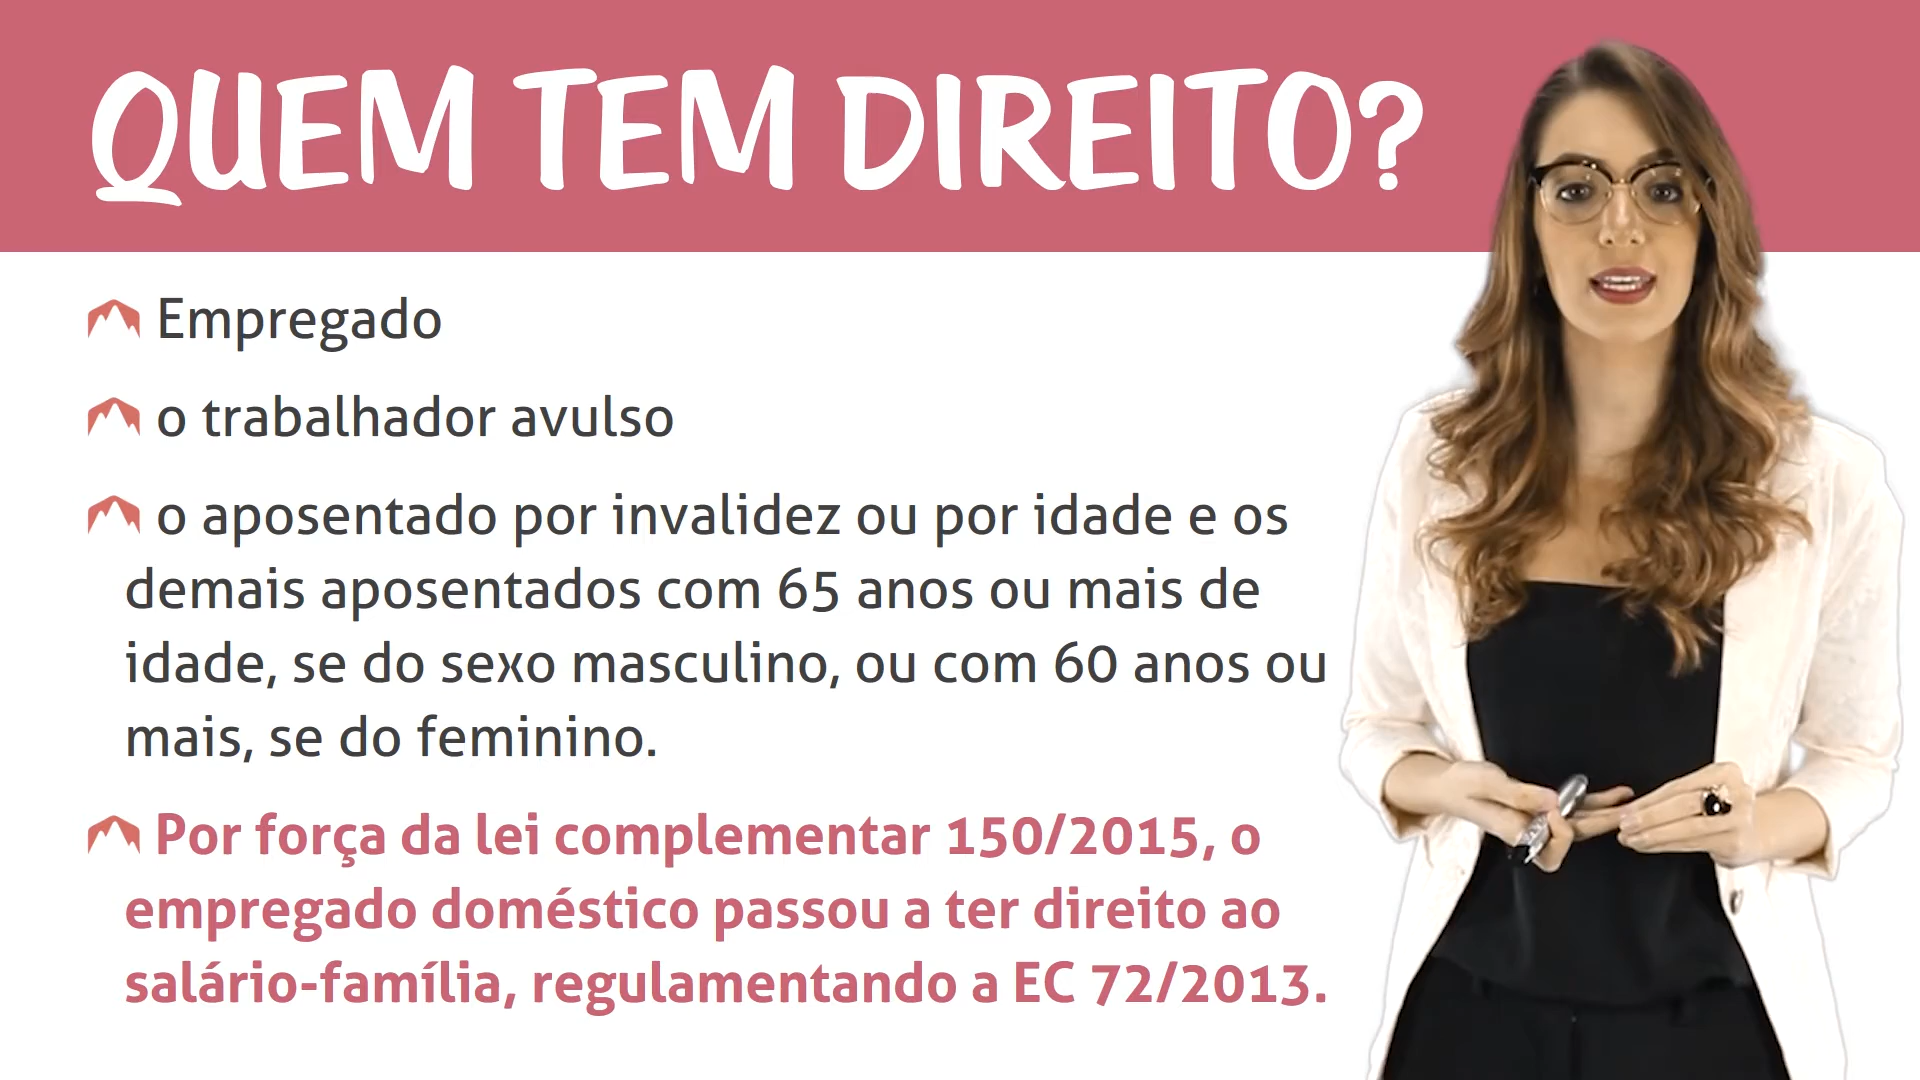 QUEM TEM DIREITO?
Empregado
o trabalhador avulso
o aposentado por invalidez ou por idade e os
demais aposentados com 65 anos ou mais de
idade, se do sexo masculino, ou com 60 anos ou
mais, se do feminino.
Por força da lei complementar 150/2015, o
empregado doméstico passou a ter direito ao
salário-família, regulamentando a EC 72/2013.